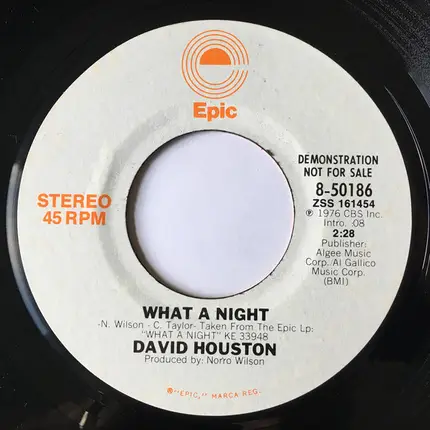 Epic
STEREO
45 RPM
DEMONSTRATION
NOT FOR SALE
8-50186
ZSS 161454
℗ 1976 CBS Inc.
Intro. :08
2:28
Publisher:
Algee Music
Corp. Al Gallico
Music Corp.
(BMI)
WHAT A NIGHT
-N. Wilson - C. Taylor- Taken From The Epic Lp:
"WHAT A NIGHT" KE 33948
DAVID HOUSTON
Produced by: Norro Wilson
®"EPIC," MARCA REG.